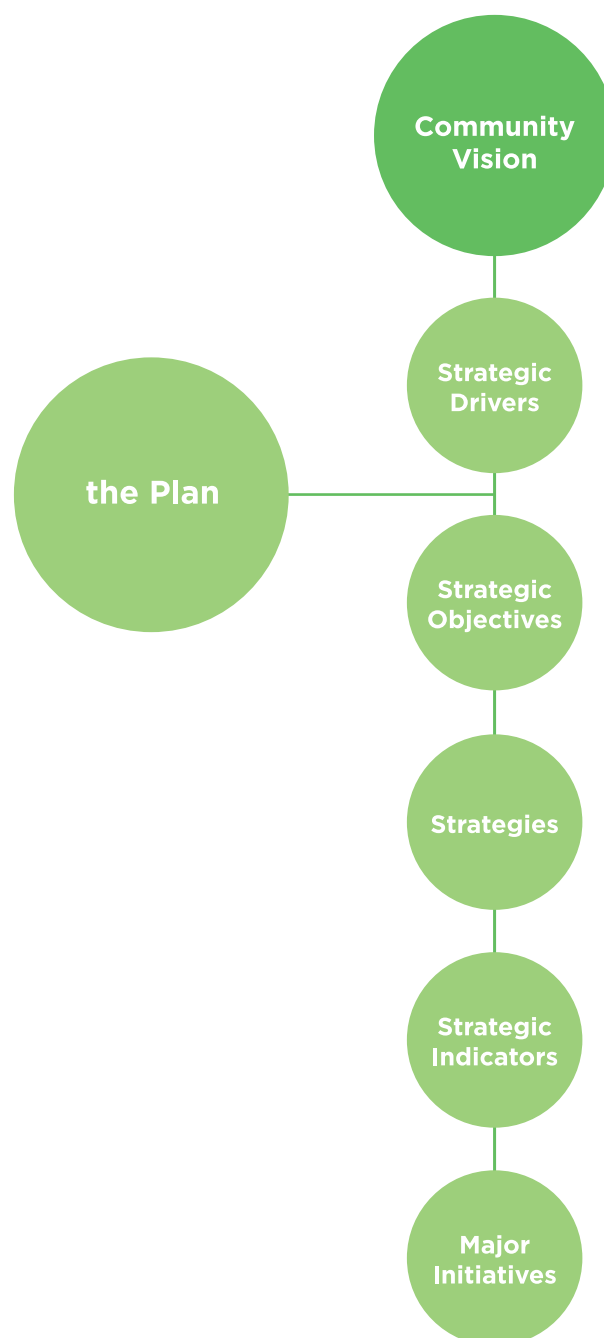 Community
Vision
Strategic
Drivers
the Plan
Strategic
Objectives
Strategies
Strategic
Indicators
Major
Initiatives